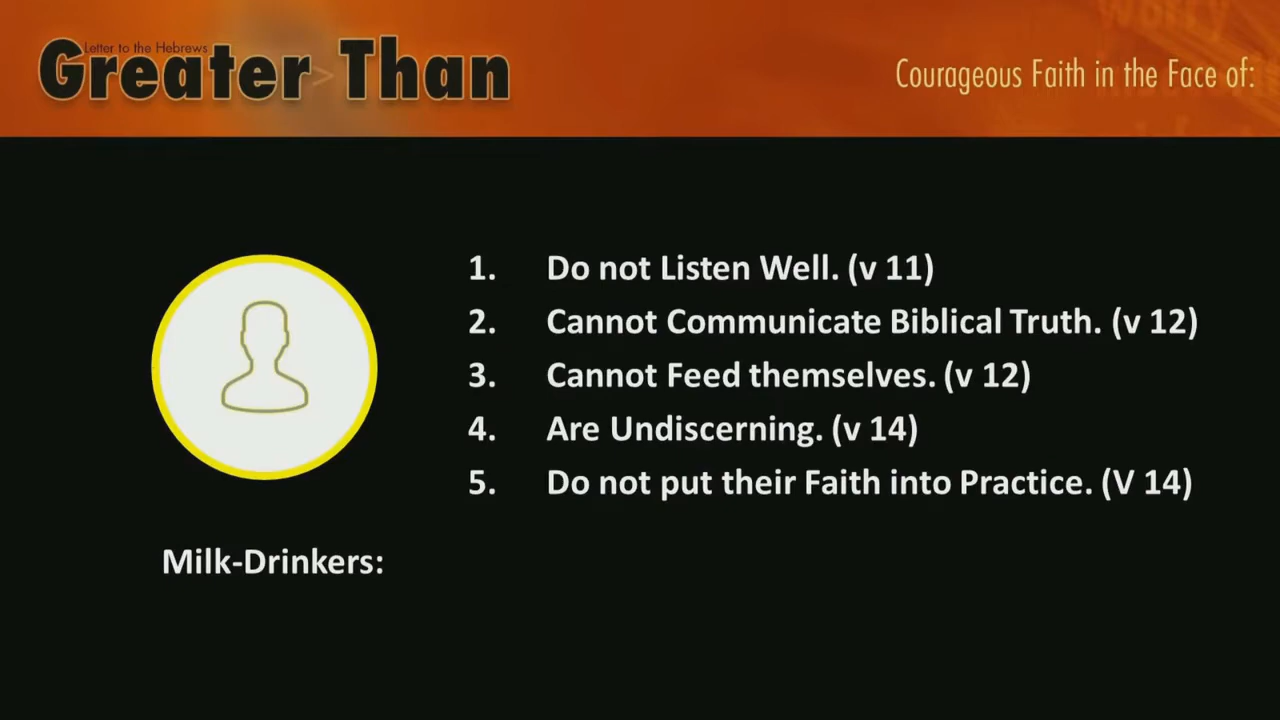 Letter to the Hebrews
Greater > Than
Courageous Faith in the Face of:
1. Do not Listen Well. (v 11)
2. Cannot Communicate Biblical Truth. (v 12)
3. Cannot Feed themselves. (v 12)
4. Are Undiscerning. (v 14)
5. Do not put their Faith into Practice. (V 14)
Milk-Drinkers: